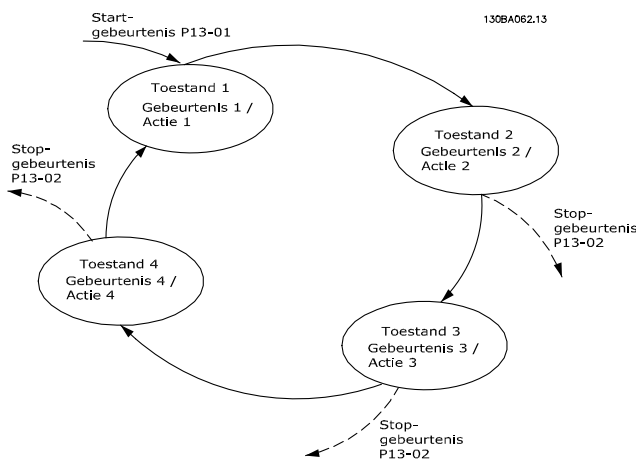 Start-
gebeurtenis P13-01
130BA062.13
Toestand 1
Gebeurtenis 1 /
Actie 1
Toestand 2
Gebeurtenis 2 /
Actie 2
Stop-
gebeurtenis
P13-02
Stop-
gebeurtenis
P13-02
Toestand 4
Gebeurtenis 4 /
Actie 4
Toestand 3
Gebeurtenis 3 /
Actie 3
Stop-
gebeurtenis
P13-02